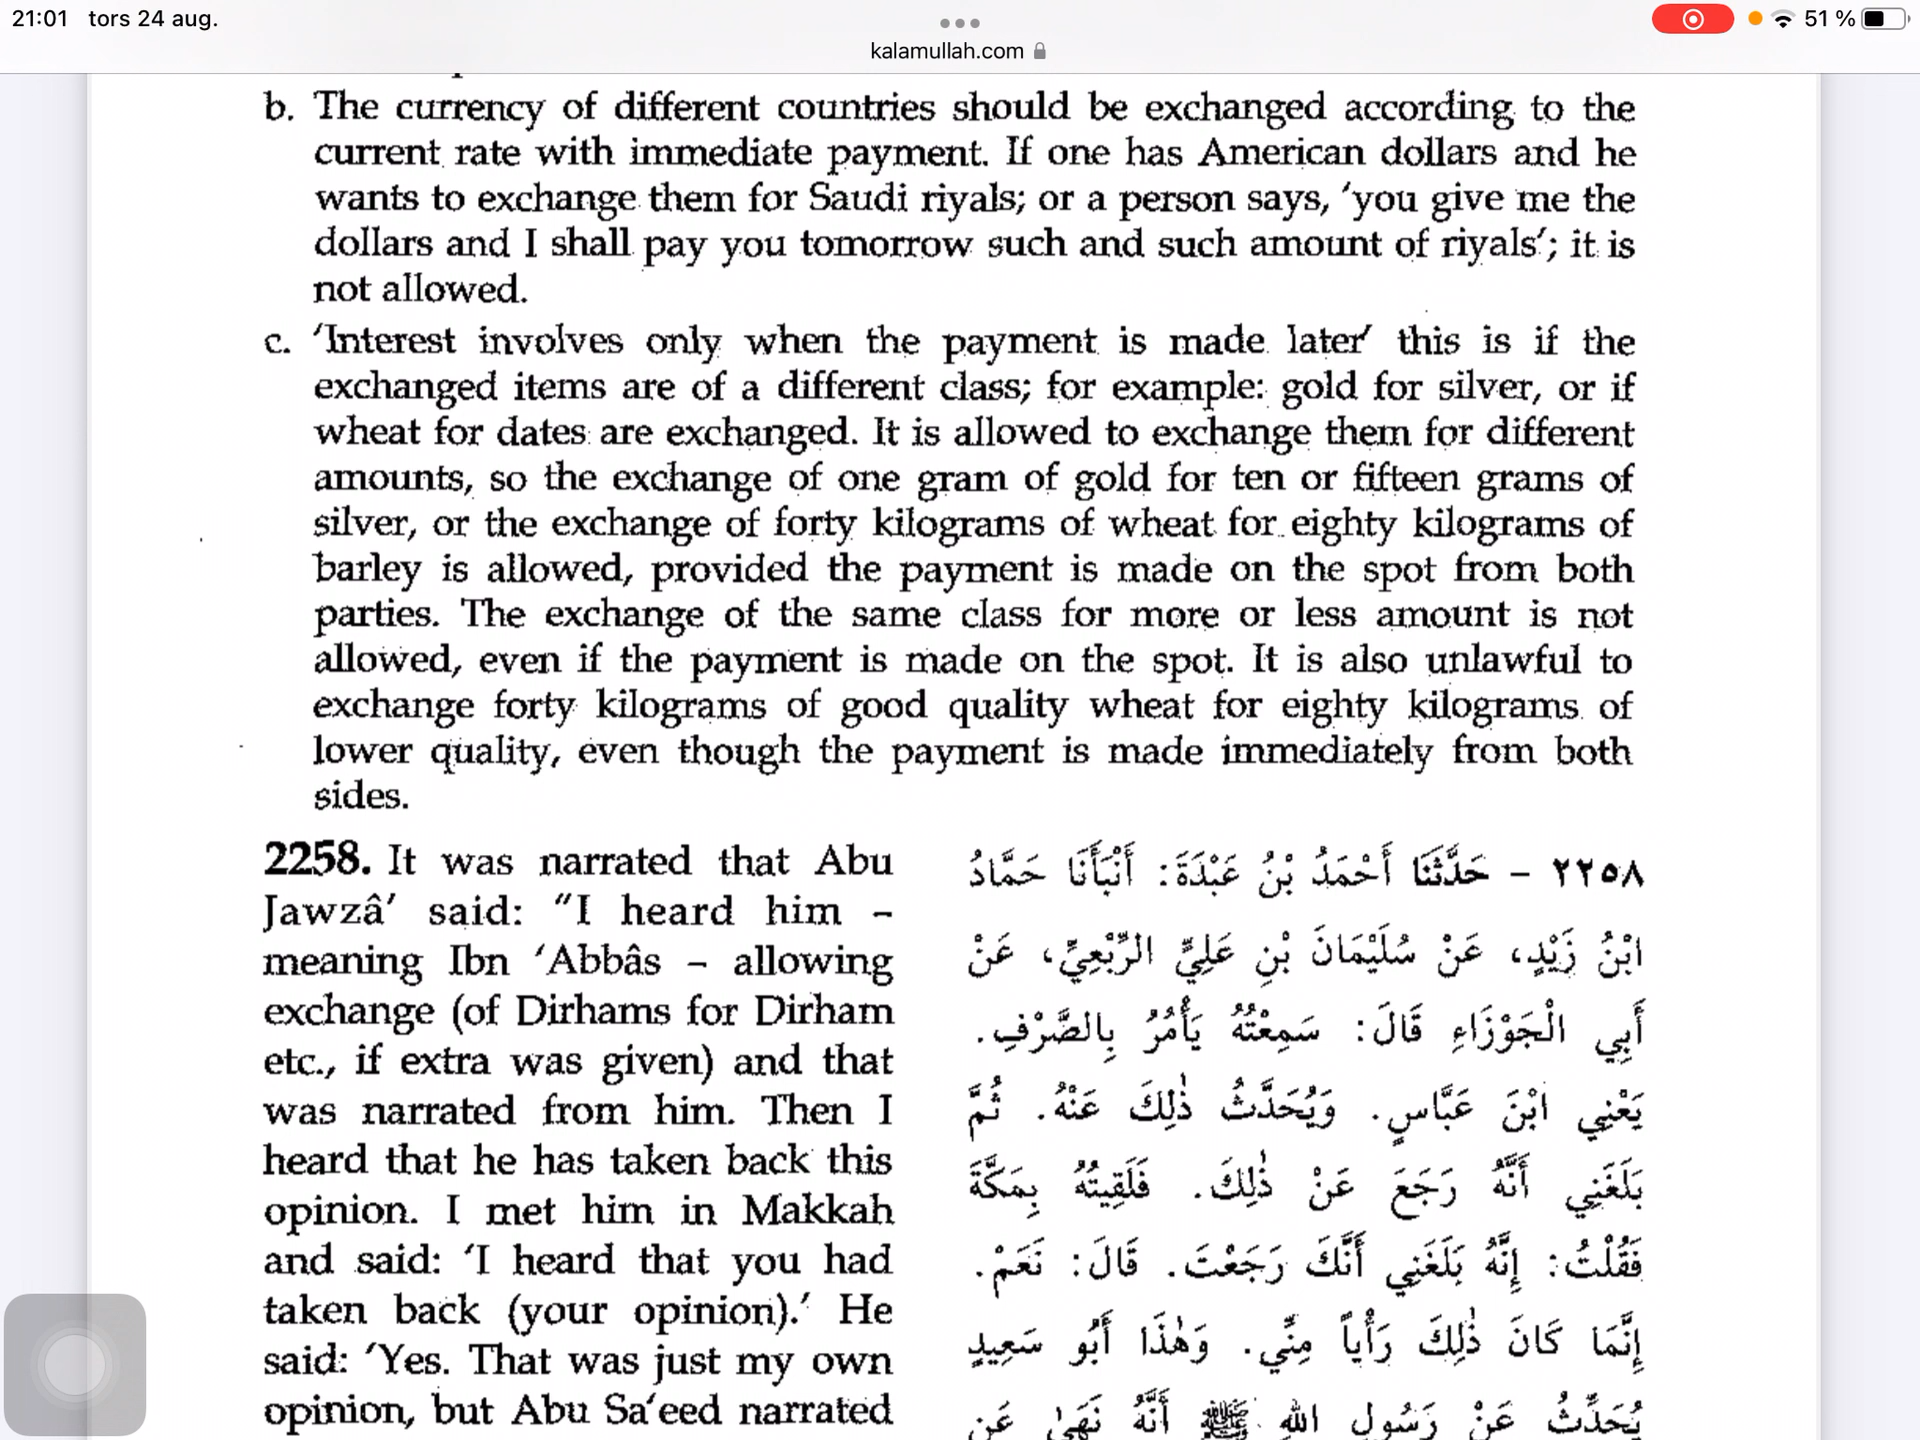 21:01 tors 24 aug.
51 %
kalamullah.com
b. The currency of different countries should be exchanged according to the
current rate with immediate payment. If one has American dollars and he
wants to exchange them for Saudi riyals; or a person says, 'you give me the
dollars and I shall pay you tomorrow such and such amount of riyals'; it is
not allowed.
c. 'Interest involves only when the payment is made later' this is if the
exchanged items are of a different class; for example: gold for silver, or if
wheat for dates are exchanged. It is allowed to exchange them for different
amounts, so the exchange of one gram of gold for ten or fifteen grams of
silver, or the exchange of forty kilograms of wheat for eighty kilograms of
barley is allowed, provided the payment is made on the spot from both
parties. The exchange of the same class for more or less amount is not
allowed, even if the payment is made on the spot. It is also unlawful to
exchange forty kilograms of good quality wheat for eighty kilograms of
lower quality, even though the payment is made immediately from both
sides.
2258. It was narrated that Abu
Jawzâ' said: "I heard him –
meaning Ibn 'Abbâs – allowing
exchange (of Dirhams for Dirham
etc., if extra was given) and that
was narrated from him. Then I
heard that he has taken back this
opinion. I met him in Makkah
and said: 'I heard that you had
taken back (your opinion).' He
said: 'Yes. That was just my own
opinion, but Abu Sa'eed narrated
٢٢٥٨ – حَدَّثَنَا أَحْمَدُ بْنُ عَبْدَةَ: أَنْبَأَنَا حَمَّادُ
ابْنُ زَيْدٍ، عَنْ سُلَيْمَانَ بْنِ عَلِيٍّ الرِّبْعِيِّ، عَنْ
أَبِي الْجَوْزَاءِ قَالَ: سَمِعْتُهُ يَأْمُرُ بِالصَّرْفِ.
يَعْنِي ابْنَ عَبَّاسٍ. وَيُحَدَّثُ ذٰلِكَ عَنْهُ. ثُمَّ
بَلَغَنِي أَنَّهُ رَجَعَ عَنْ ذٰلِكَ. فَلَقِيتُهُ بِمَكَّةَ
فَقُلْتُ: إِنَّهُ بَلَغَنِي أَنَّكَ رَجَعْتَ. قَالَ: نَعَمْ.
إِنَّمَا كَانَ ذٰلِكَ رَأْياً مِنِّي. وَهٰذَا أَبُو سَعِيدٍ
يُحَدِّثُ عَنْ رَسُولِ اللهِ ﷺ أَنَّهُ نَهَىٰ عَنِ